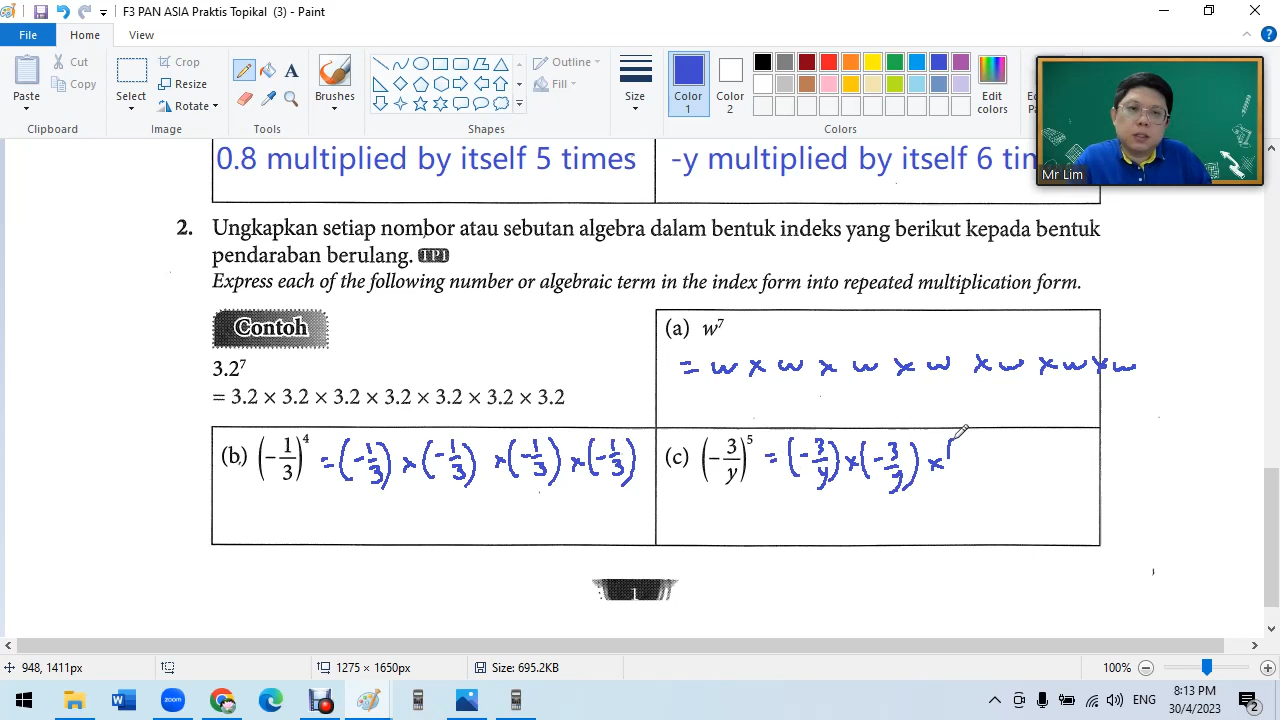 F3 PAN ASIA Praktis Topikal (3) - Paint
File Home View
Paste Cut Copy Clipboard
Select Crop Resize Rotate Image
Tools
Brushes
Outline Fill Shapes
Size
Color 1 Color 2 Edit colors Colors
Mr Lim
0.8 multiplied by itself 5 times
-y multiplied by itself 6
2. Ungkapkan setiap nombor atau sebutan algebra dalam bentuk indeks yang berikut kepada bentuk
pendaraban berulang. TP1
Express each of the following number or algebraic term in the index form into repeated multiplication form.
Contoh
3.2⁷
= 3.2 × 3.2 × 3.2 × 3.2 × 3.2 × 3.2 × 3.2
(a) w⁷
= w × w × w × w × w × w × w
(b) (-1/3)⁴ = (-1/3) × (-1/3) × (-1/3) × (-1/3)
(c) (-3/y)⁵ = (-3/y) × (-3/y) × (
1
948, 1411px 1275 × 1650px Size: 695.2KB 100%
zoom ENG 8:13 PM
30/4/2023 2